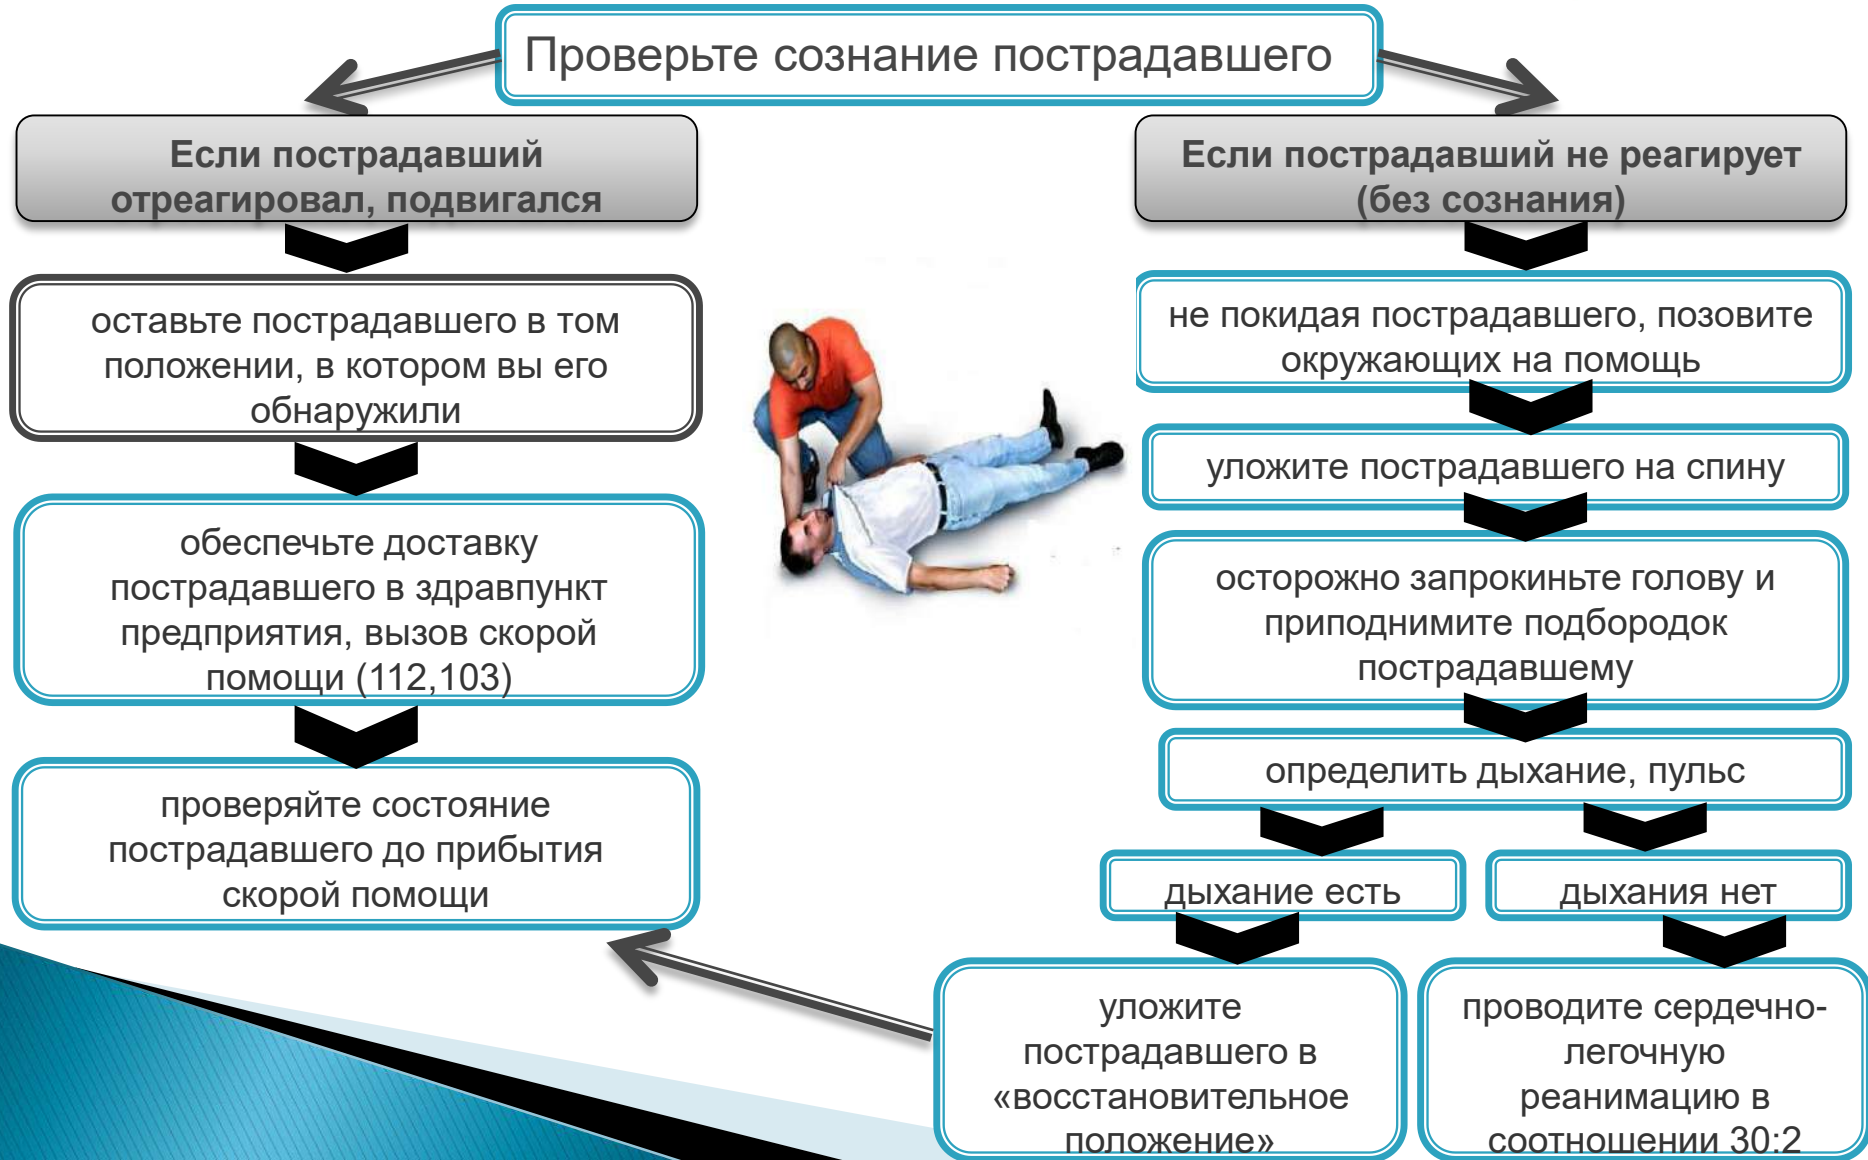 Проверьте сознание пострадавшего
Если пострадавший
отреагировал, подвигался
оставьте пострадавшего в том
положении, в котором вы его
обнаружили
обеспечьте доставку
пострадавшего в здравпункт
предприятия, вызов скорой
помощи (112,103)
проверяйте состояние
пострадавшего до прибытия
скорой помощи
Если пострадавший не реагирует
(без сознания)
не покидая пострадавшего, позовите
окружающих на помощь
уложите пострадавшего на спину
осторожно запрокиньте голову и
приподнимите подбородок
пострадавшему
определить дыхание, пульс
дыхание есть
уложите
пострадавшего в
«восстановительное
положение»
дыхания нет
проводите сердечно-
легочную
реанимацию в
соотношении 30:2